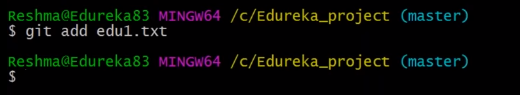 Reshma@Edureka83 MINGW64 /c/Edureka_project (master)
$ git add edu1.txt
Reshma@Edureka83 MINGW64 /c/Edureka_project (master)
$